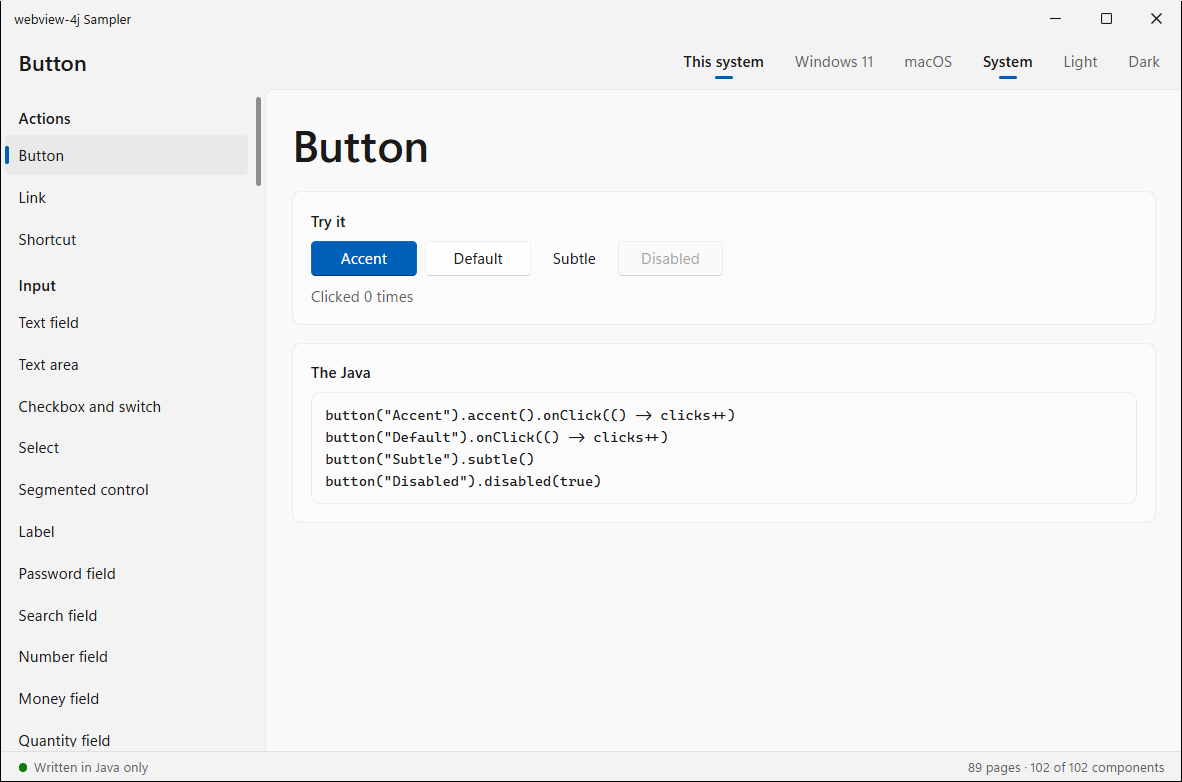 webview-4j Sampler
Button
This system Windows 11 macOS System Light Dark
Actions
Button
Link
Shortcut
Input
Text field
Text area
Checkbox and switch
Select
Segmented control
Label
Password field
Search field
Number field
Money field
Quantity field
Button
Try it
Accent Default Subtle Disabled
Clicked 0 times
The Java
button("Accent").accent().onClick(() -> clicks++)
button("Default").onClick(() -> clicks++)
button("Subtle").subtle()
button("Disabled").disabled(true)
Written in Java only
89 pages · 102 of 102 components